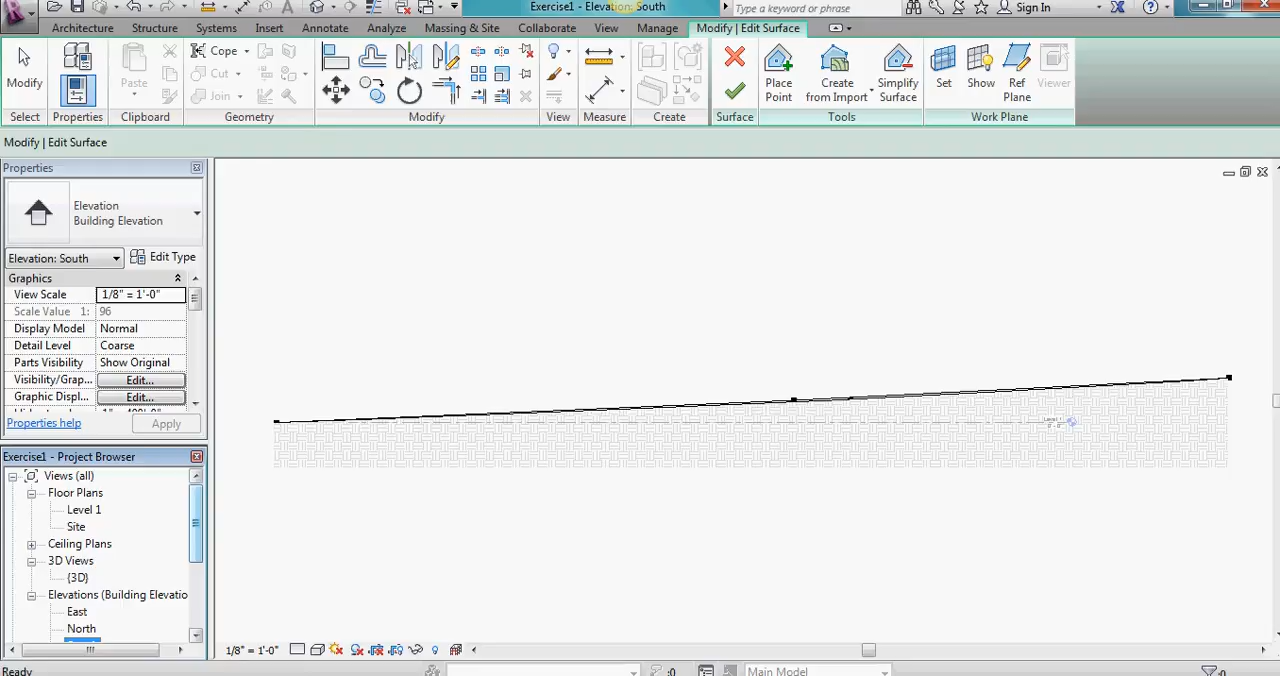 Exercise1 - Elevation: South
Type a keyword or phrase
Sign In
Architecture
Structure
Systems
Insert
Annotate
Analyze
Massing & Site
Collaborate
View
Manage
Modify | Edit Surface
Modify
Paste
Cope
Cut
Join
Place Point
Create from Import
Simplify Surface
Set
Show
Ref Plane
Viewer
Select
Properties
Clipboard
Geometry
Modify
View
Measure
Create
Surface
Tools
Work Plane
Modify | Edit Surface
Properties
Elevation
Building Elevation
Elevation: South
Edit Type
Graphics
View Scale 1/8" = 1'-0"
Scale Value 1: 96
Display Model Normal
Detail Level Coarse
Parts Visibility Show Original
Visibility/Grap... Edit...
Graphic Displ... Edit...
Properties help
Apply
Exercise1 - Project Browser
Views (all)
Floor Plans
Level 1
Site
Ceiling Plans
3D Views
{3D}
Elevations (Building Elevatio
East
North
Level 1
0' - 0"
1/8" = 1'-0"
Ready
:0
Main Model
:0